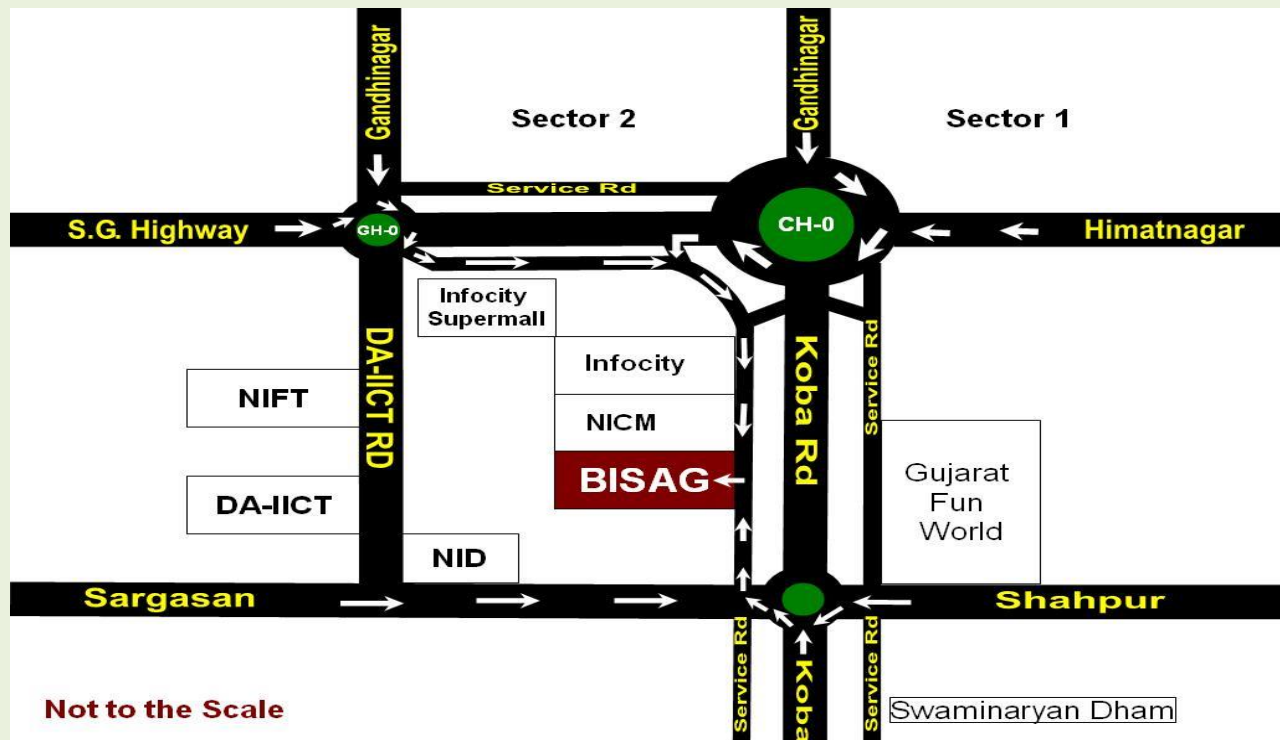 Gandhinagar
Gandhinagar
Sector 2
Sector 1
Service Rd
S.G. Highway
GH-0
CH-0
Himatnagar
Infocity
Supermall
DA-IICT RD
Infocity
Koba Rd
Service Rd
NIFT
NICM
BISAG
Gujarat
Fun
World
DA-IICT
NID
Sargasan
Shahpur
Service Rd
Koba
Service Rd
Not to the Scale
Swaminaryan Dham